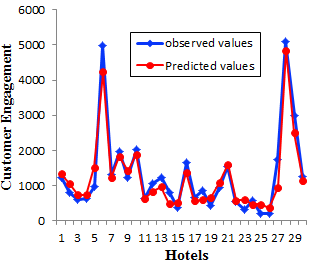 6000
5000
4000
3000
2000
1000
0
Customer Engagement
observed values
Predicted values
1 3 5 7 9 11 13 15 17 19 21 23 25 27 29
Hotels